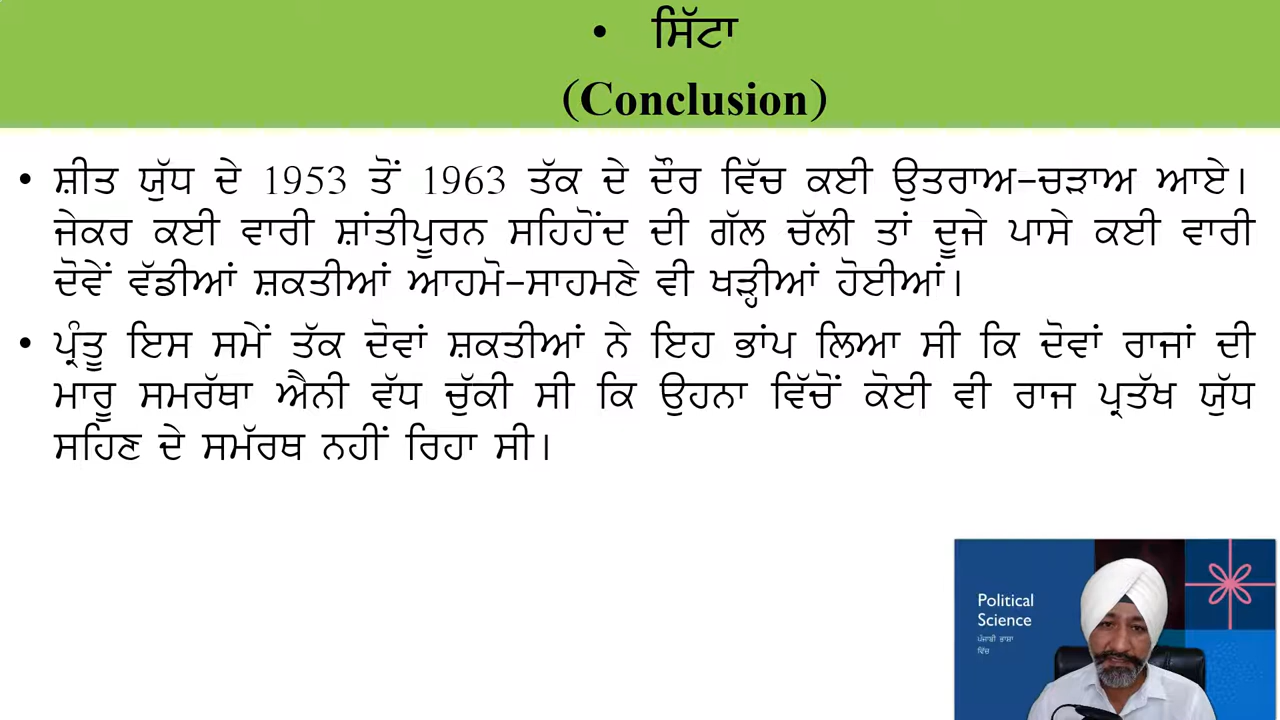 • ਸਿੱਟਾ
(Conclusion)
• ਸ਼ੀਤ ਯੁੱਧ ਦੇ 1953 ਤੋਂ 1963 ਤੱਕ ਦੇ ਦੌਰ ਵਿੱਚ ਕਈ ਉਤਰਾਅ-ਚੜਾਅ ਆਏ।
ਜੇਕਰ ਕਈ ਵਾਰੀ ਸ਼ਾਂਤੀਪੂਰਨ ਸਹਿਹੋਂਦ ਦੀ ਗੱਲ ਚੱਲੀ ਤਾਂ ਦੂਜੇ ਪਾਸੇ ਕਈ ਵਾਰੀ
ਦੋਵੇਂ ਵੱਡੀਆਂ ਸ਼ਕਤੀਆਂ ਆਹਮੋ-ਸਾਹਮਣੇ ਵੀ ਖੜ੍ਹੀਆਂ ਹੋਈਆਂ।
• ਪ੍ਰੰਤੂ ਇਸ ਸਮੇਂ ਤੱਕ ਦੋਵਾਂ ਸ਼ਕਤੀਆਂ ਨੇ ਇਹ ਭਾਂਪ ਲਿਆ ਸੀ ਕਿ ਦੋਵਾਂ ਰਾਜਾਂ ਦੀ
ਮਾਰੂ ਸਮਰੱਥਾ ਐਨੀ ਵੱਧ ਚੁੱਕੀ ਸੀ ਕਿ ਉਹਨਾ ਵਿੱਚੋਂ ਕੋਈ ਵੀ ਰਾਜ ਪ੍ਰਤੱਖ ਯੁੱਧ
ਸਹਿਣ ਦੇ ਸਮੱਰਥ ਨਹੀਂ ਰਿਹਾ ਸੀ।
Political
Science
ਪੰਜਾਬੀ ਭਾਸ਼ਾ
ਵਿੱਚ